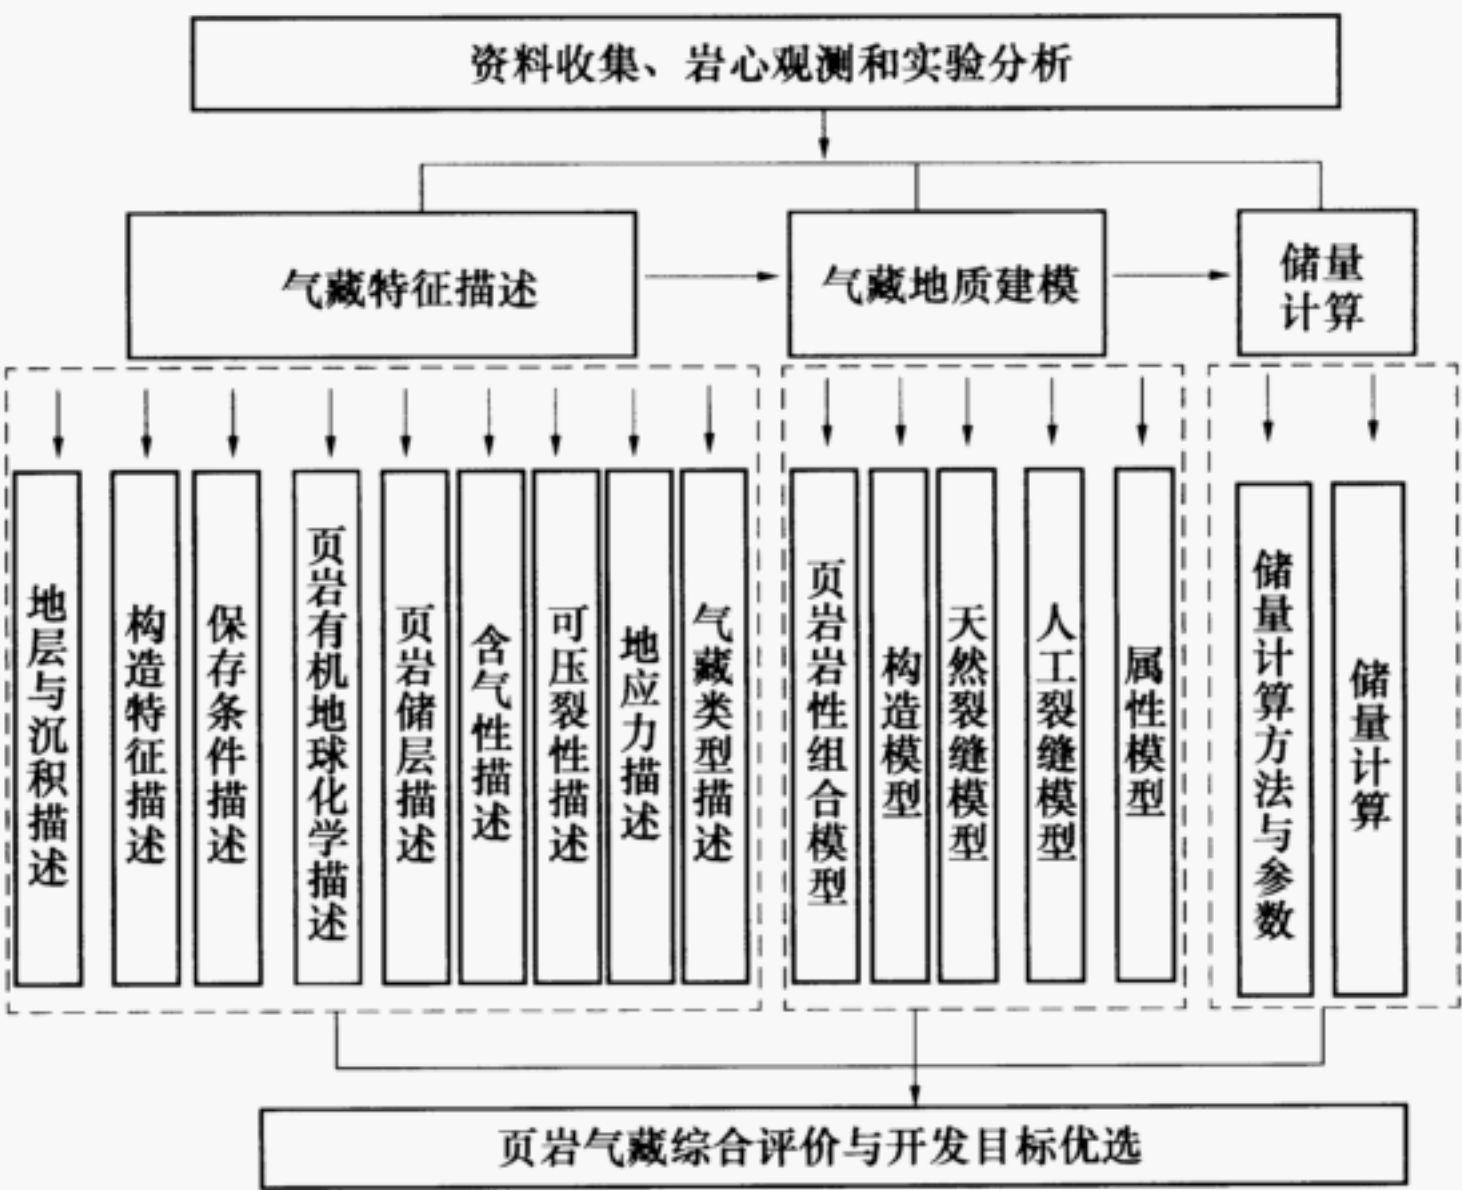 资料收集、岩心观测和实验分析
气藏特征描述
气藏地质建模
储量
计算
地层与沉积描述
构造特征描述
保存条件描述
页岩有机地球化学描述
页岩储层描述
含气性描述
可压裂性描述
地应力描述
气藏类型描述
页岩岩性组合模型
构造模型
天然裂缝模型
人工裂缝模型
属性模型
储量计算方法与参数
储量计算
页岩气藏综合评价与开发目标优选